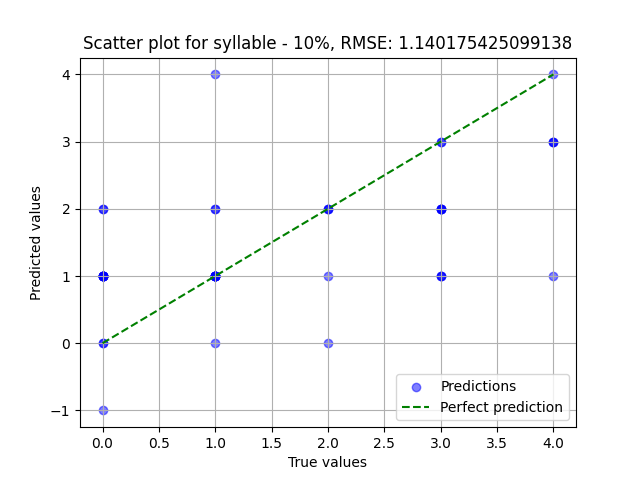 Scatter plot for syllable - 10%, RMSE: 1.140175425099138
4
3
2
1
0
−1
Predicted values
0.0 0.5 1.0 1.5 2.0 2.5 3.0 3.5 4.0
True values
Predictions
Perfect prediction